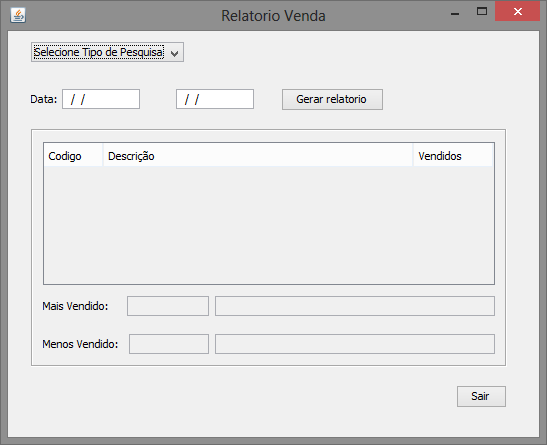 Relatorio Venda
Selecione Tipo de Pesquisa
Data: / / / / Gerar relatorio
Codigo Descrição Vendidos
Mais Vendido:
Menos Vendido:
Sair